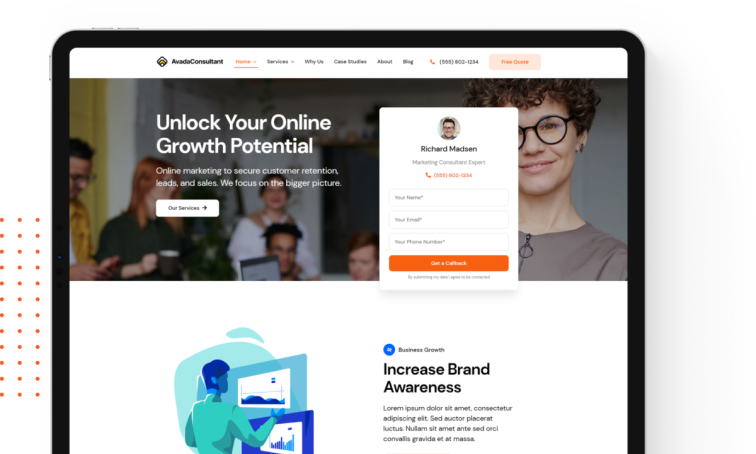 AvadaConsultant
Home Services Why Us Case Studies About Blog (555) 802-1234 Free Quote
Unlock Your Online
Growth Potential
Online marketing to secure customer retention,
leads, and sales. We focus on the bigger picture.
Our Services
Richard Madsen
Marketing Consultant Expert
(555) 802-1234
Your Name*
Your Email*
Your Phone Number*
Get a Callback
By submitting my data I agree to be contacted
Business Growth
Increase Brand
Awareness
Lorem ipsum dolor sit amet, consectetur
adipiscing elit. Sed auctor placerat
luctus. Nullam sit amet ante sed orci
convallis gravida et at massa.